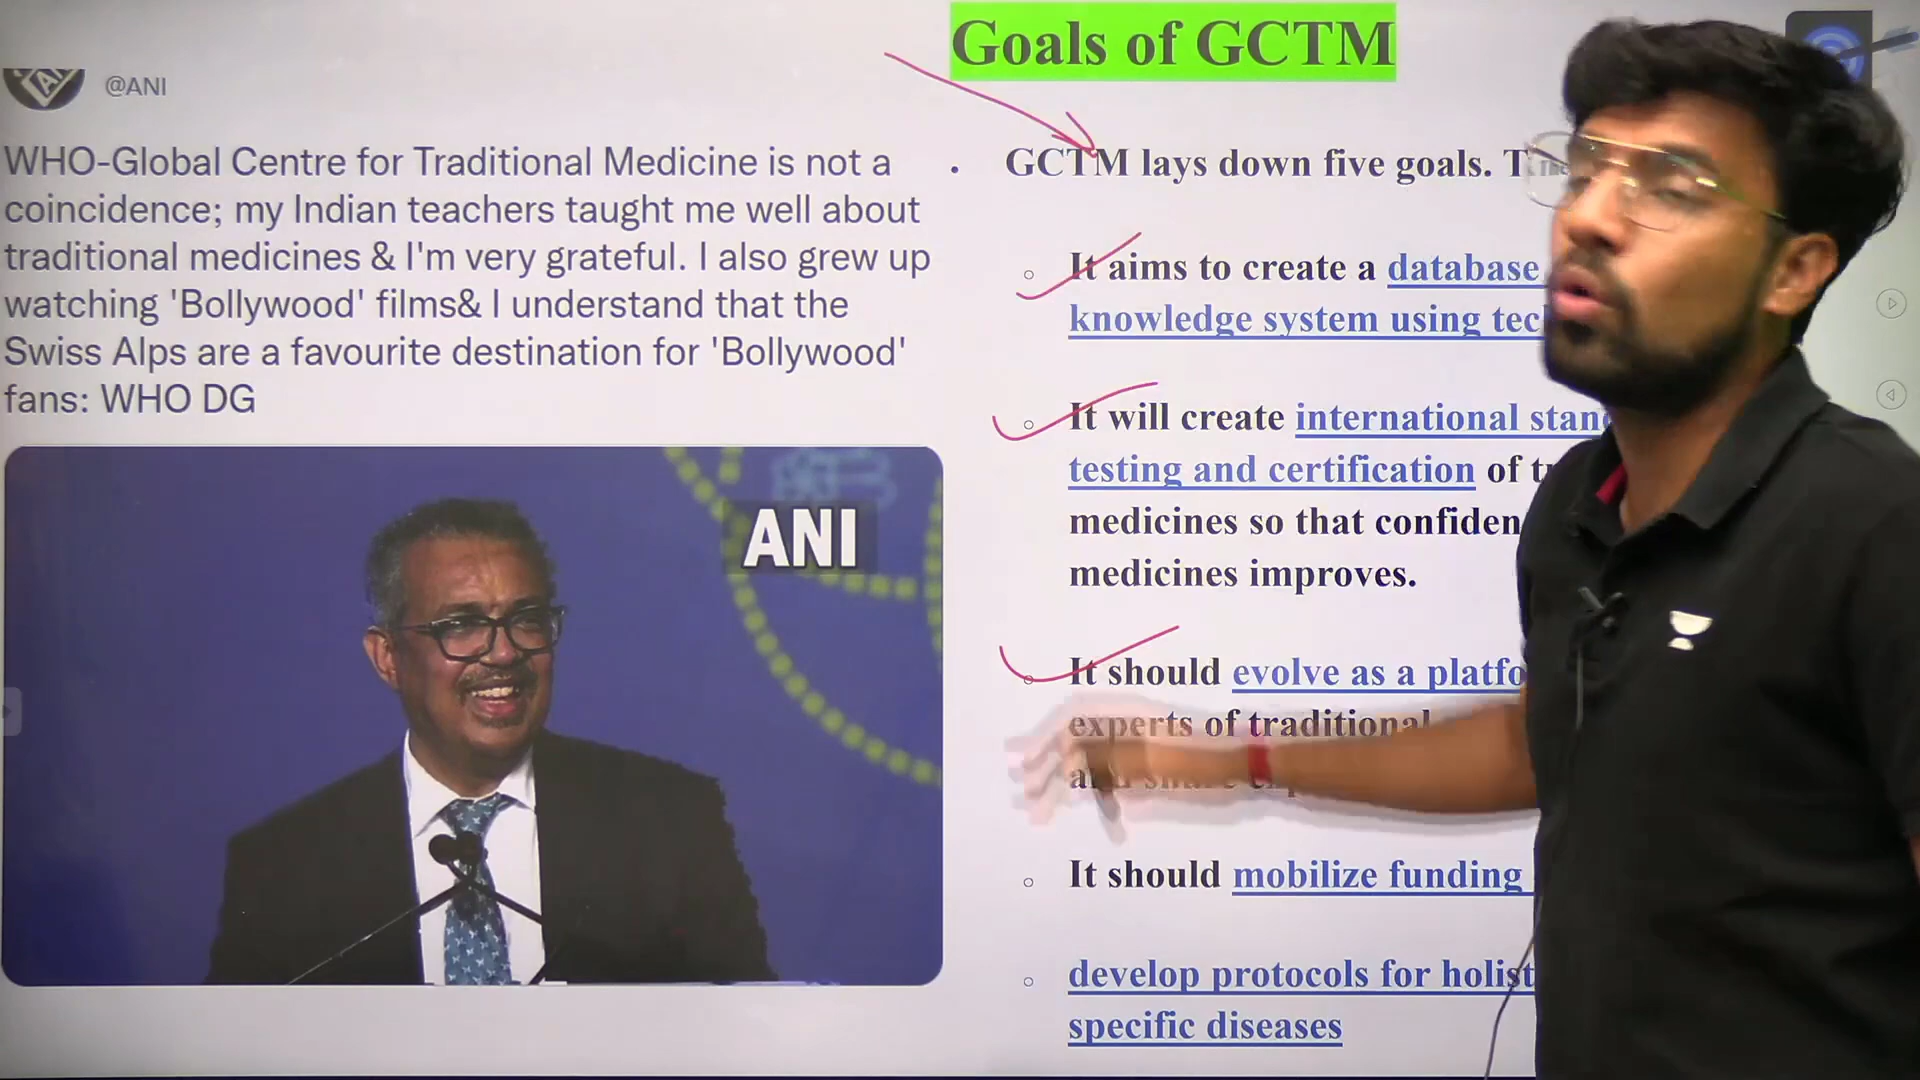 @ANI
WHO-Global Centre for Traditional Medicine is not a
coincidence; my Indian teachers taught me well about
traditional medicines & I'm very grateful. I also grew up
watching 'Bollywood' films& I understand that the
Swiss Alps are a favourite destination for 'Bollywood'
fans: WHO DG
ANI
Goals of GCTM
GCTM lays down five goals.
It aims to create a database
knowledge system using
It will create international
testing and certification of
medicines so that
medicines improves.
It should evolve as a
experts of traditional
It should mobilize funding
develop protocols for
specific diseases